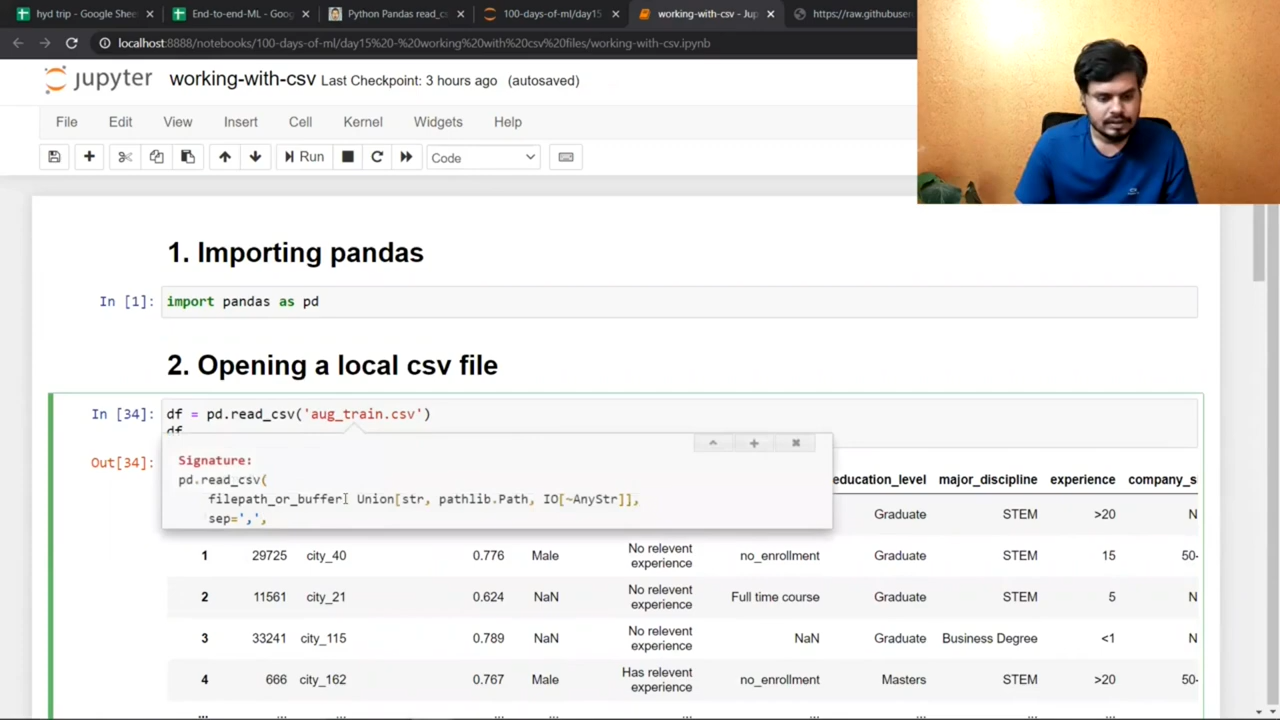 hyd trip - Google Shee
End-to-end-ML - Goog
Python Pandas read_c
100-days-of-ml/day15
working-with-csv - Jup
https://raw.githubuser
localhost:8888/notebooks/100-days-of-ml/day15%20-%20working%20with%20csv%20files/working-with-csv.ipynb
jupyter working-with-csv Last Checkpoint: 3 hours ago (autosaved)
File Edit View Insert Cell Kernel Widgets Help
Run Code
1. Importing pandas
In [1]: import pandas as pd
2. Opening a local csv file
In [34]: df = pd.read_csv('aug_train.csv')
df
Signature:
pd.read_csv(
filepath_or_buffer: Union[str, pathlib.Path, IO[~AnyStr]],
sep=',',
Out[34]:
education_level major_discipline experience company_s
Graduate STEM >20 N
1 29725 city_40 0.776 Male No relevent experience no_enrollment Graduate STEM 15 50-
2 11561 city_21 0.624 NaN No relevent experience Full time course Graduate STEM 5 N
3 33241 city_115 0.789 NaN No relevent experience NaN Graduate Business Degree <1 N
4 666 city_162 0.767 Male Has relevent experience no_enrollment Graduate Masters STEM >20 50-
... ... ... ... ... ... ... ... ... ...